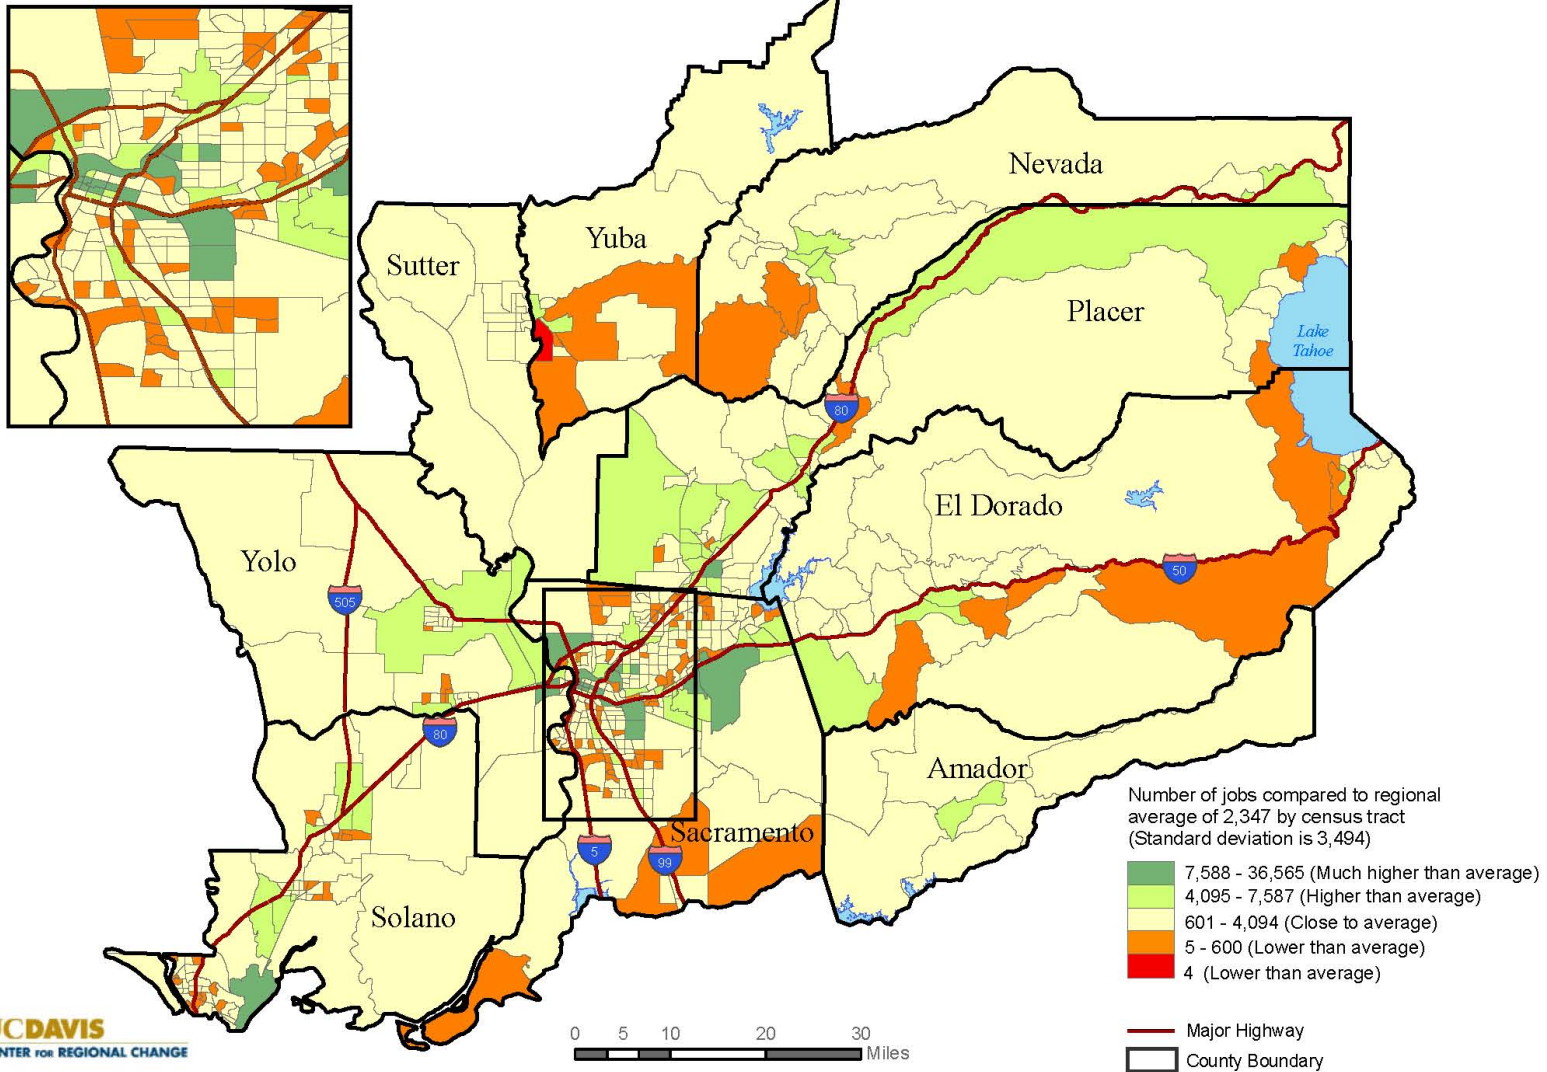 Nevada
Yuba
Sutter
Placer
Lake
Tahoe
80
El Dorado
Yolo
50
505
80
Amador
Number of jobs compared to regional
average of 2,347 by census tract
(Standard deviation is 3,494)
7,588 - 36,565 (Much higher than average)
4,095 - 7,587 (Higher than average)
601 - 4,094 (Close to average)
5 - 600 (Lower than average)
4 (Lower than average)
Sacramento
5
99
Solano
UCDAVIS
CENTER FOR REGIONAL CHANGE
0 5 10 20 30
Miles
Major Highway
County Boundary